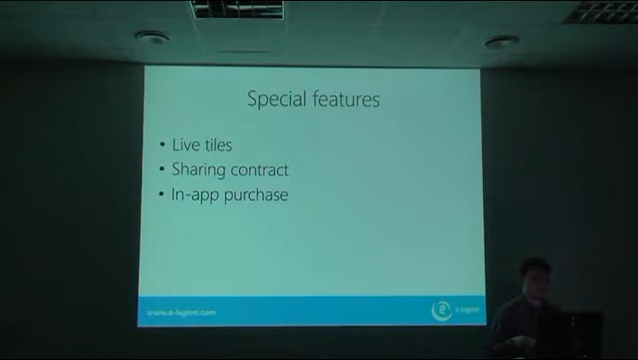 Special features
• Live tiles
• Sharing contract
• In-app purchase
www.e-legion.com
e-legion